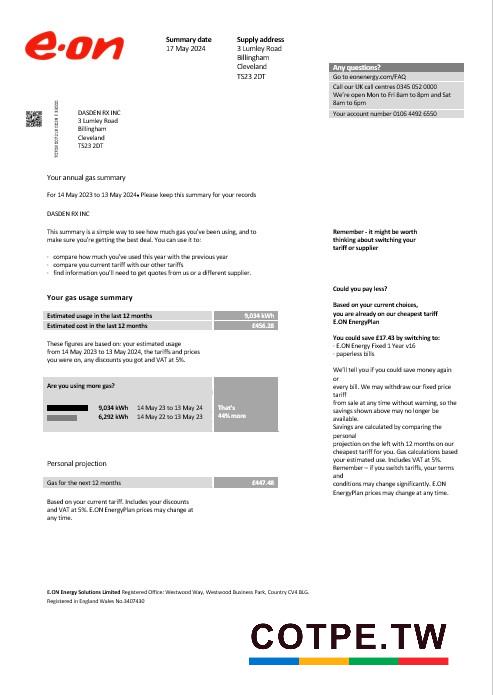 e·on
Summary date
17 May 2024
Supply address
3 Lumley Road
Billingham
Cleveland
TS23 2DT
Any questions?
Go to eonenergy.com/FAQ
Call our UK call centres 0345 052 0000
We're open Mon to Fri 8am to 8pm and Sat
8am to 6pm
Your account number 0106 4492 6550
DASDEN RX INC
3 Lumley Road
Billingham
Cleveland
TS23 2DT
Your annual gas summary
For 14 May 2023 to 13 May 2024. Please keep this summary for your records
DASDEN RX INC
This summary is a simple way to see how much gas you've been using, and to
make sure you're getting the best deal. You can use it to:
- compare how much you've used this year with the previous year
- compare you current tariff with our other tariffs
- find information you'll need to get quotes from us or a different supplier.
Remember - it might be worth
thinking about switching your
tariff or supplier
Could you pay less?
Your gas usage summary
Estimated usage in the last 12 months 9,034 kWh
Estimated cost in the last 12 months £456.28
These figures are based on: your estimated usage
from 14 May 2023 to 13 May 2024, the tariffs and prices
you were on, any discounts you got and VAT at 5%.
Are you using more gas?
9,034 kWh 14 May 23 to 13 May 24
6,292 kWh 14 May 22 to 13 May 23
That's
44% more
Personal projection
Gas for the next 12 months £447.48
Based on your current tariff. Includes your discounts
and VAT at 5%. E.ON EnergyPlan prices may change at
any time.
Based on your current choices,
you are already on our cheapest tariff
E.ON EnergyPlan
You could save £17.43 by switching to:
- E.ON Energy Fixed 1 Year v16
- paperless bills
We'll tell you if you could save money again
or
every bill. We may withdraw our fixed price
tariff
from sale at any time without warning, so the
savings shown above may no longer be
available.
Savings are calculated by comparing the
personal
projection on the left with 12 months on our
cheapest tariff for you. Gas calculations based
your estimated use. Includes VAT at 5%.
Remember – if you switch tariffs, your terms
and
conditions may change significantly. E.ON
EnergyPlan prices may change at any time.
E.ON Energy Solutions Limited Registered Office: Westwood Way, Westwood Business Park, Country CV4 8LG.
Registered in England Wales No.3407430
COTPE.TW